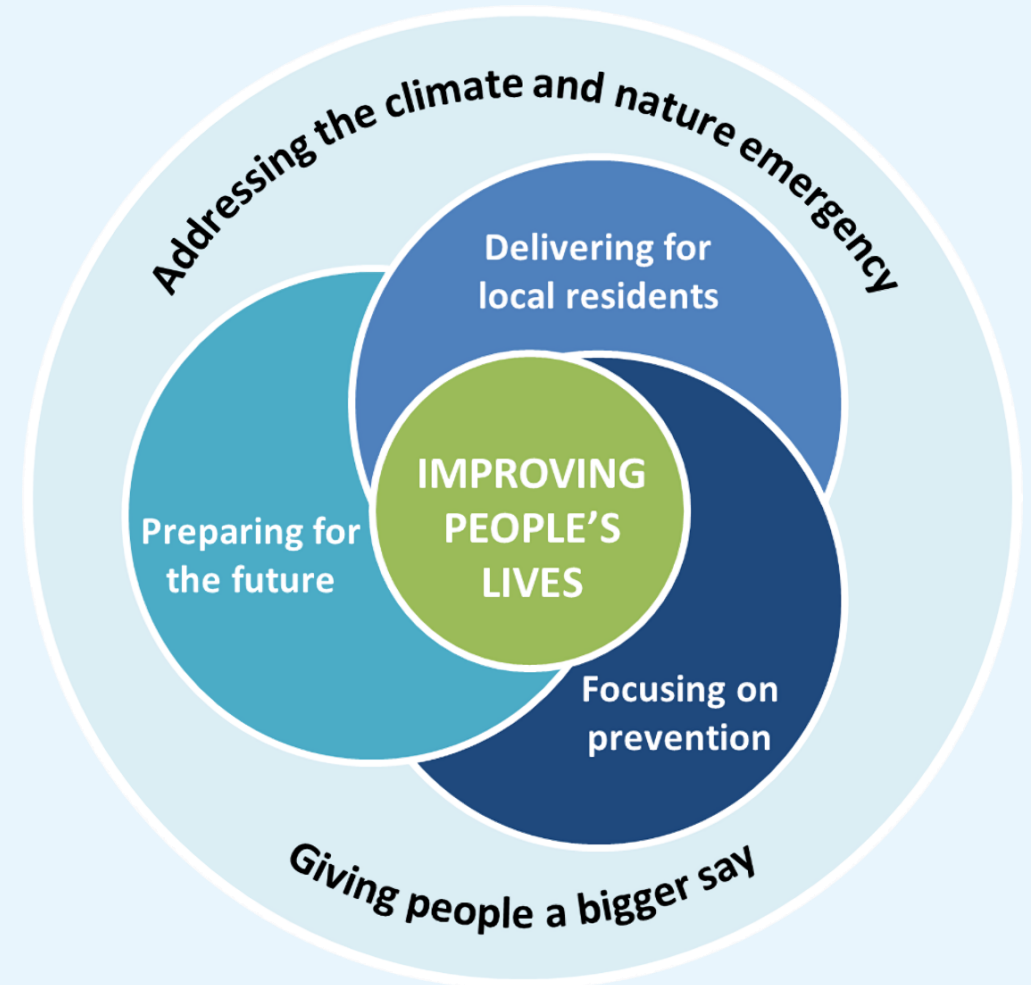 Addressing the climate and nature emergency
Delivering for
local residents
IMPROVING
PEOPLE’S
LIVES
Preparing for
the future
Focusing on
prevention
Giving people a bigger say